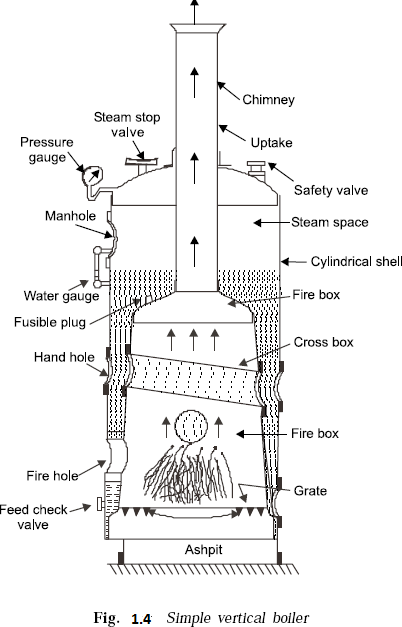 Chimney
Steam stop
valve
Uptake
Pressure
gauge
Safety valve
Manhole
Steam space
Cylindrical shell
Water gauge
Fire box
Fusible plug
Cross box
Hand hole
Fire box
Fire hole
Grate
Feed check
valve
Ashpit
Fig. 1.4 Simple vertical boiler